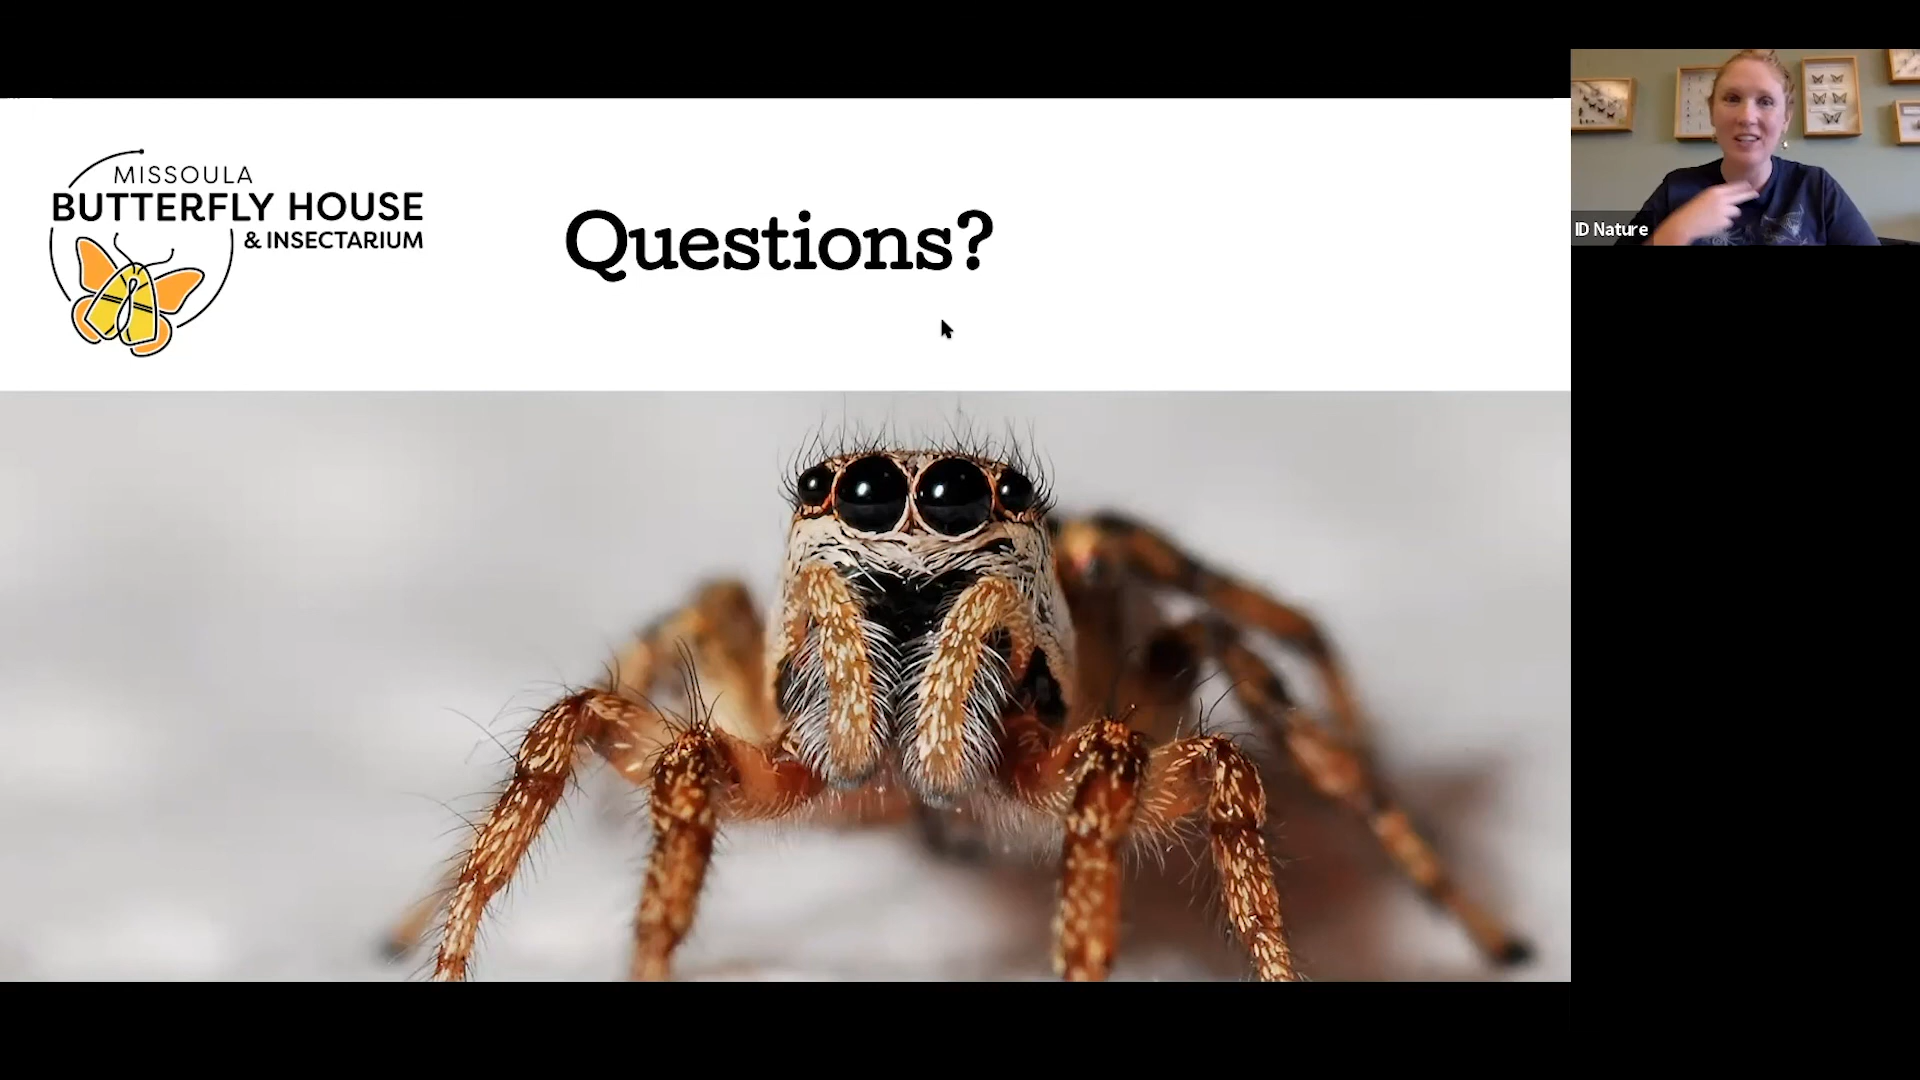 MISSOULA
BUTTERFLY HOUSE
& INSECTARIUM
Questions?
ID Nature